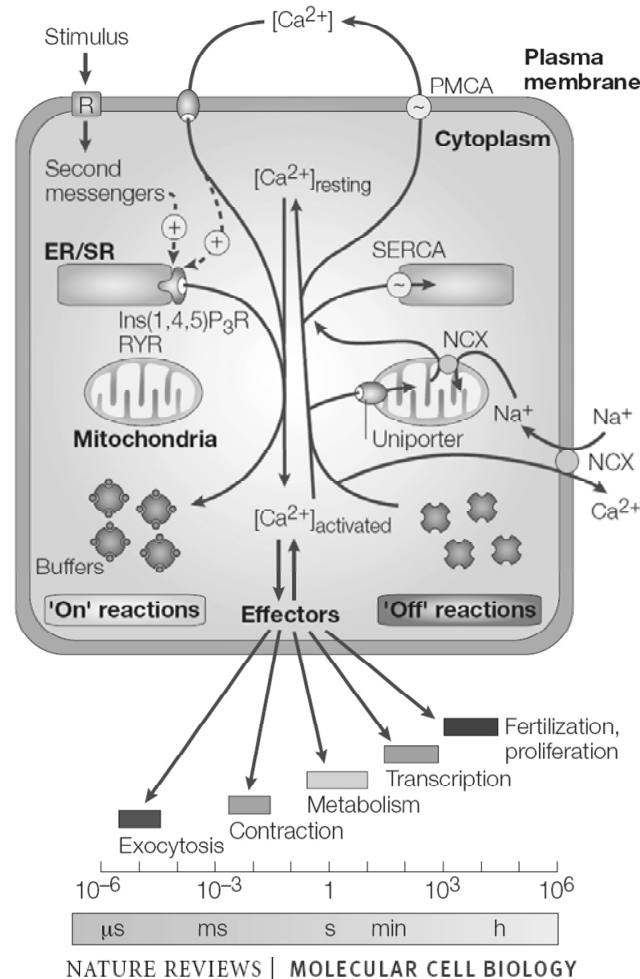 [Ca²⁺]
Stimulus
Plasma
membrane
PMCA
R
~
Cytoplasm
Second
messengers
[Ca²⁺]resting
+
+
ER/SR
SERCA
~
Ins(1,4,5)P₃R
RYR
NCX
Mitochondria
Uniporter
Na⁺
Na⁺
NCX
Ca²⁺
[Ca²⁺]activated
Buffers
'On' reactions
Effectors
'Off' reactions
Fertilization,
proliferation
Transcription
Metabolism
Contraction
Exocytosis
10⁻⁶ 10⁻³ 1 10³ 10⁶
μs ms s min h
NATURE REVIEWS | MOLECULAR CELL BIOLOGY